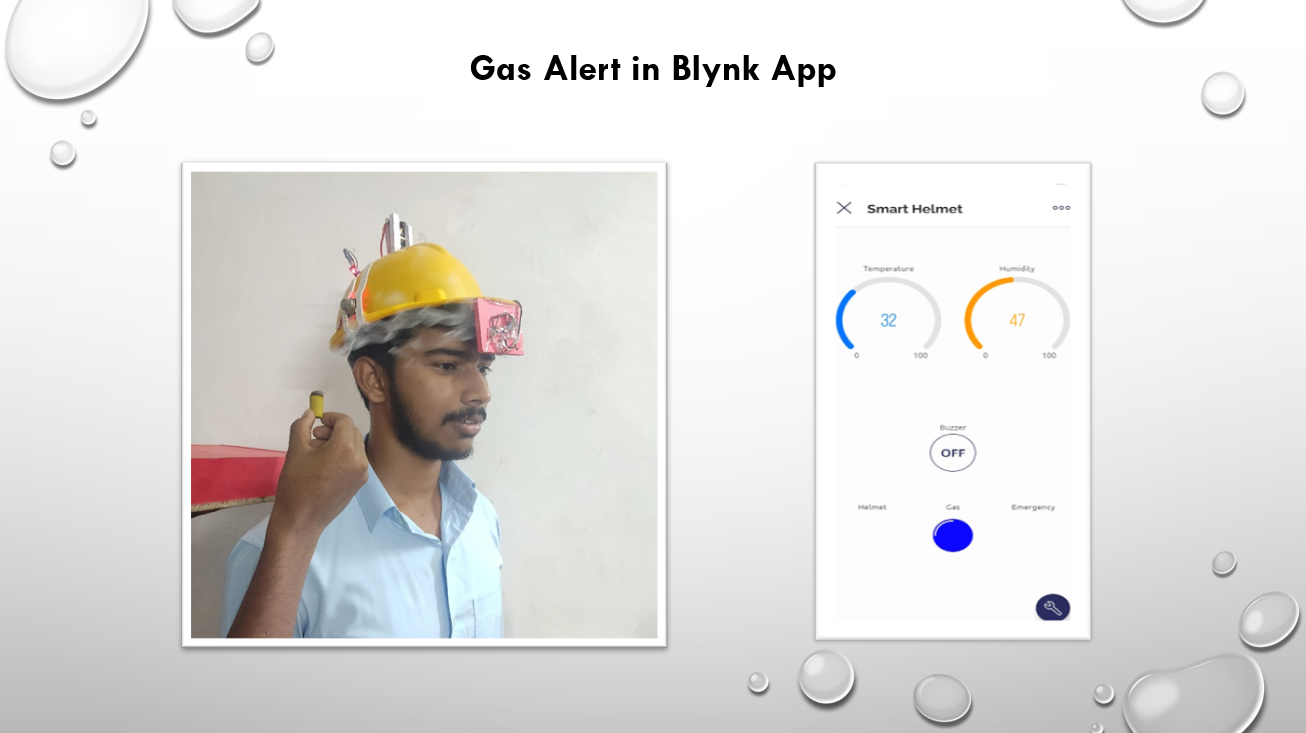 Gas Alert in Blynk App
Smart Helmet
Temperature
Humidity
32
47
0
100
0
100
Buzzer
OFF
Helmet
Gas
Emergency